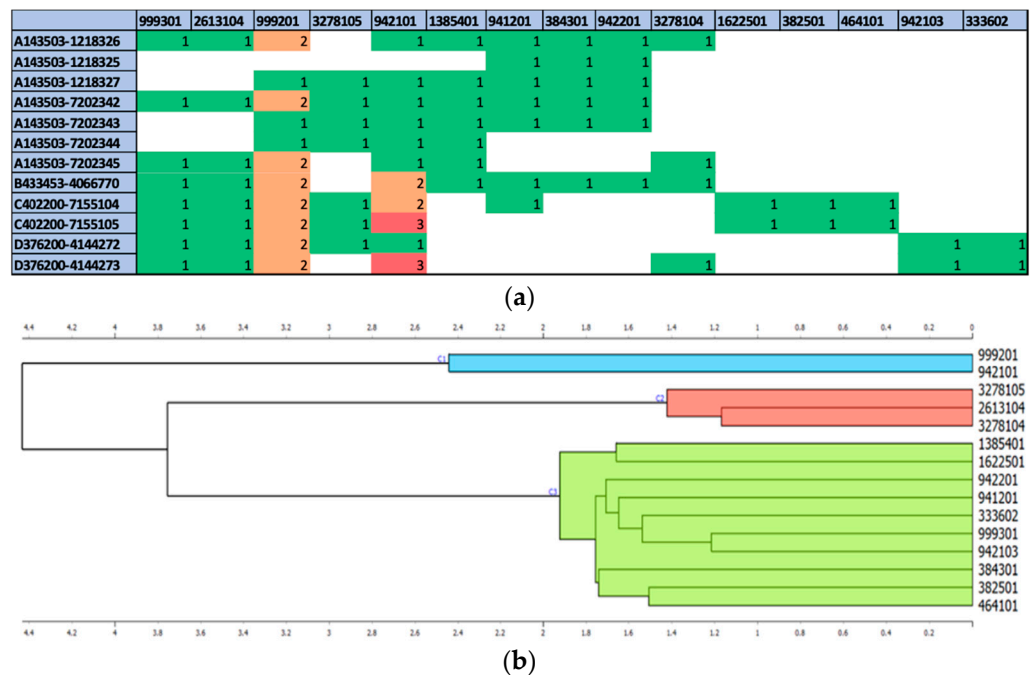 999301 2613104 999201 3278105 942101 1385401 941201 384301 942201 3278104 1622501 382501 464101 942103 333602
A143503-1218326 1 1 2 1 1 1 1 1 1
A143503-1218325 1 1 1
A143503-1218327 1 1 1 1 1 1 1
A143503-7202342 1 1 2 1 1 1 1 1 1
A143503-7202343 1 1 1 1 1 1 1
A143503-7202344 1 1 1 1
A143503-7202345 1 1 2 1 1 1
B433453-4066770 1 1 2 2 1 1 1 1 1
C402200-7155104 1 1 2 1 2 1 1 1 1
C402200-7155105 1 1 2 1 3 1 1 1
D376200-4144272 1 1 2 1 1 1 1
D376200-4144273 1 1 2 3 1 1 1
(a)
4.4 4.2 4 3.8 3.6 3.4 3.2 3 2.8 2.6 2.4 2.2 2 1.8 1.6 1.4 1.2 1 0.8 0.6 0.4 0.2 0
999201
C1
942101
3278105
C2
2613104
3278104
1385401
1622501
942201
C3
941201
333602
999301
942103
384301
382501
464101
4.4 4.2 4 3.8 3.6 3.4 3.2 3 2.8 2.6 2.4 2.2 2 1.8 1.6 1.4 1.2 1 0.8 0.6 0.4 0.2 0
(b)